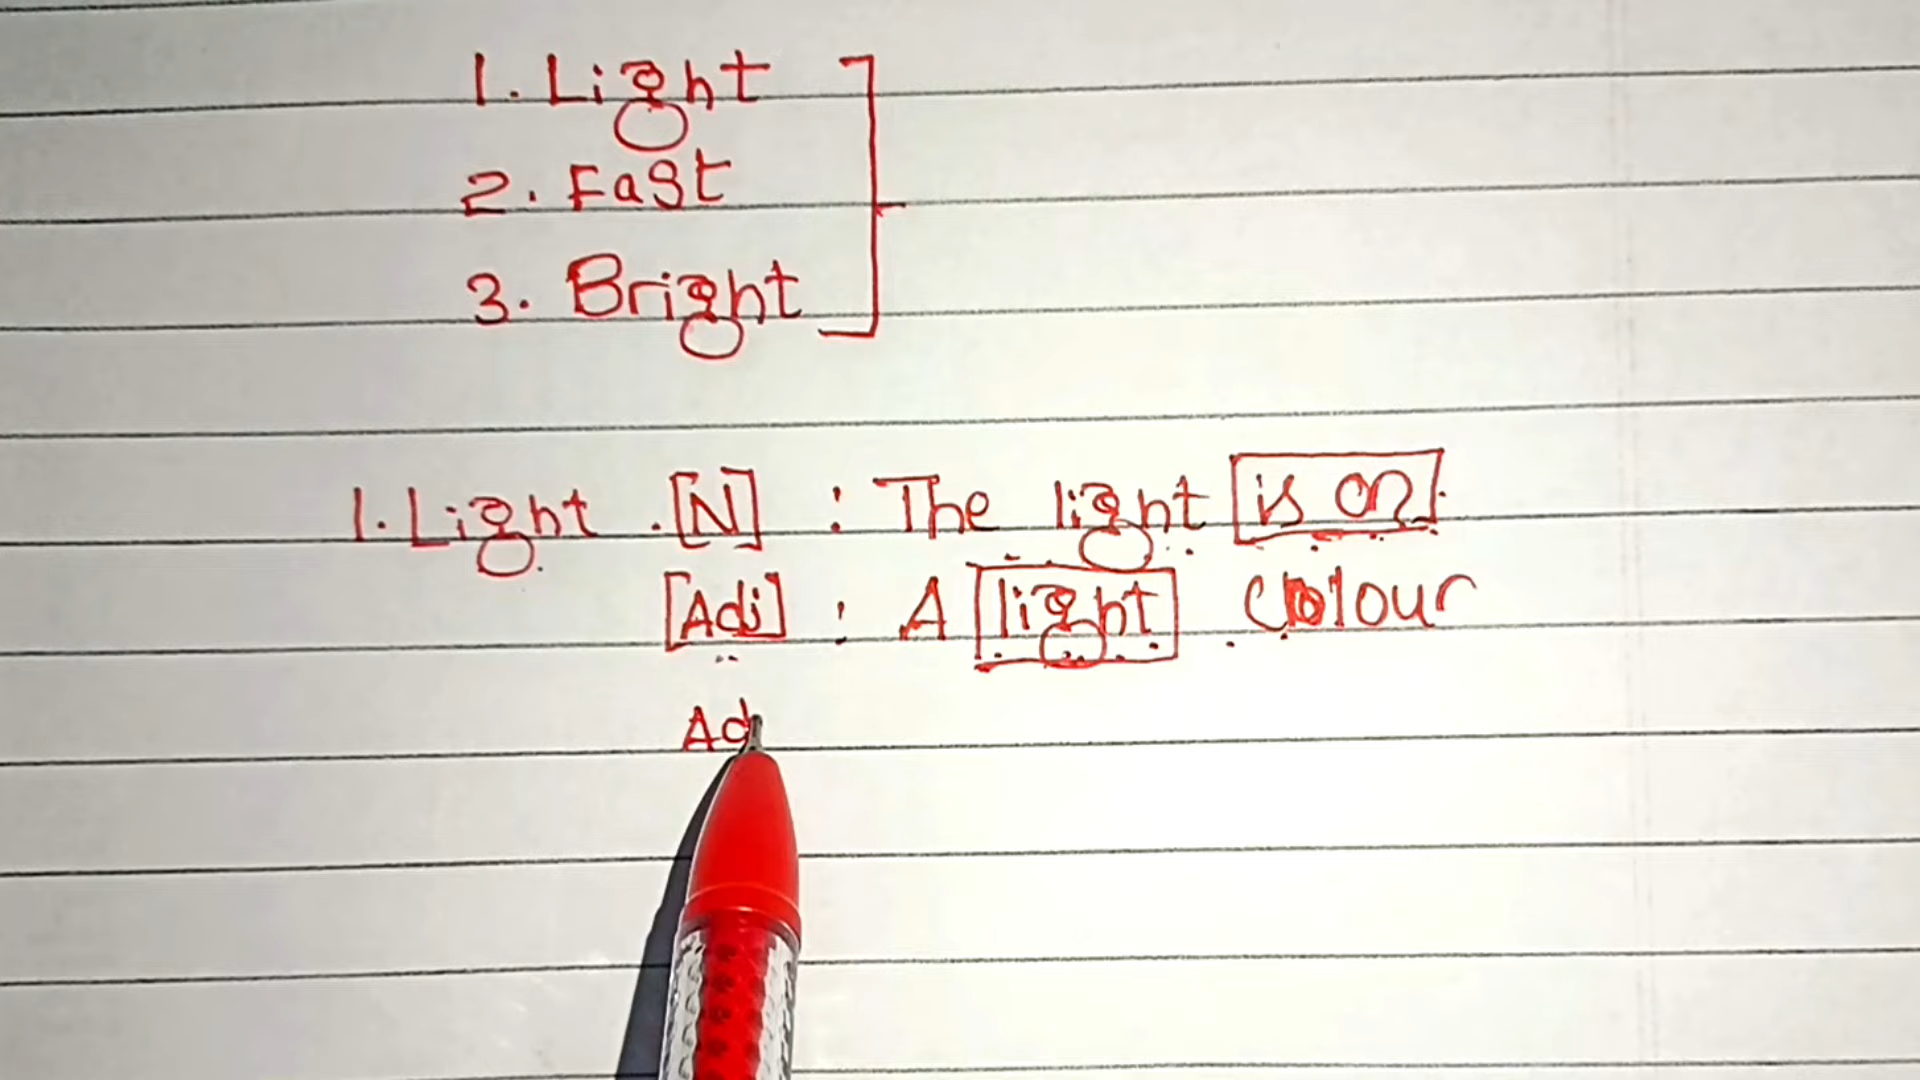 1. Light
2. Fast
3. Bright
1. Light . [N] : The light is on.
[Adj] : A light colour
Ad